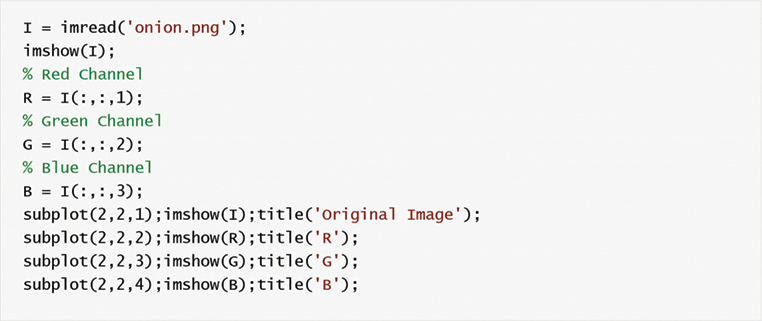 I = imread('onion.png');
imshow(I);
% Red Channel
R = I(:,:,1);
% Green Channel
G = I(:,:,2);
% Blue Channel
B = I(:,:,3);
subplot(2,2,1);imshow(I);title('Original Image');
subplot(2,2,2);imshow(R);title('R');
subplot(2,2,3);imshow(G);title('G');
subplot(2,2,4);imshow(B);title('B');